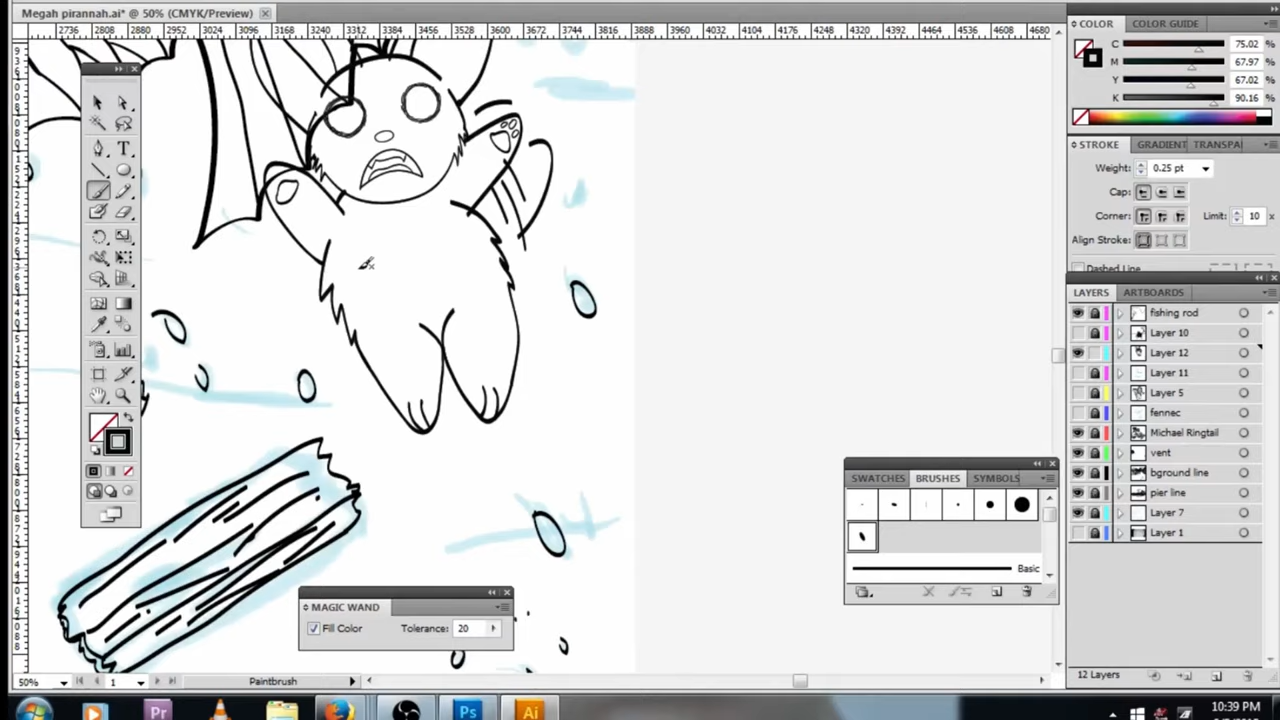 Megah pirannah.ai* @ 50% (CMYK/Preview)
2736 2808 2880 2952 3024 3096 3168 3240 3312 3384 3456 3528 3600 3672 3744 3816 3888 3960 4032 4104 4176 4248 4320 4392 4464 4536 4608 4680
COLOR COLOR GUIDE
C 75.02 %
M 67.97 %
Y 67.02 %
K 90.16 %
STROKE GRADIENT TRANSPA
Weight: 0.25 pt
Cap:
Corner: Limit: 10 x
Align Stroke:
Dashed Line
LAYERS ARTBOARDS
fishing rod
Layer 10
Layer 12
Layer 11
Layer 5
fennec
Michael Ringtail
vent
bground line
pier line
Layer 7
Layer 1
SWATCHES BRUSHES SYMBOLS
Basic
MAGIC WAND
Fill Color Tolerance: 20
12 Layers
50% 1 Paintbrush
Pr Ps Ai 10:39 PM